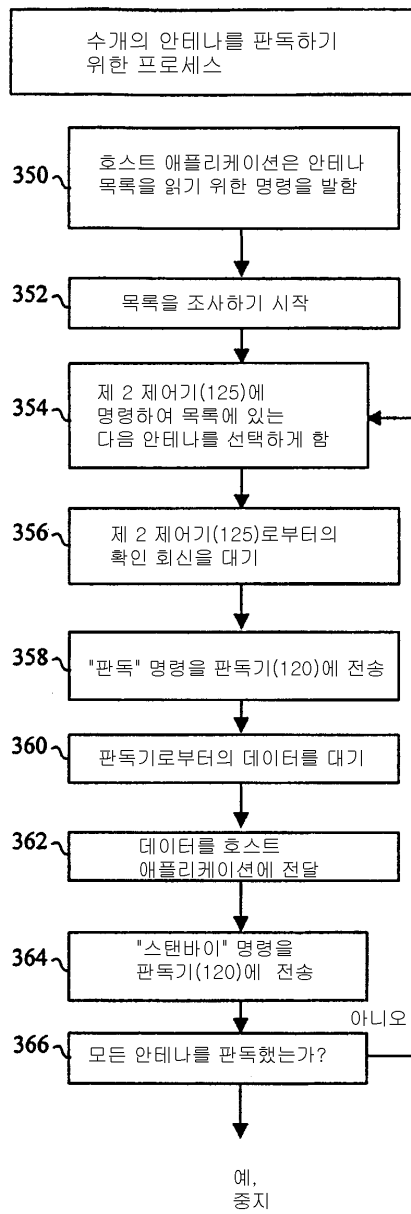 수개의 안테나를 판독하기
위한 프로세스
350
호스트 애플리케이션은 안테나
목록을 읽기 위한 명령을 발함
352
목록을 조사하기 시작
354
제 2 제어기(125)에
명령하여 목록에 있는
다음 안테나를 선택하게 함
356
제 2 제어기(125)로부터의
확인 회신을 대기
358
"판독" 명령을 판독기(120)에 전송
360
판독기로부터의 데이터를 대기
362
데이터를 호스트
애플리케이션에 전달
364
"스탠바이" 명령을
판독기(120)에 전송
아니오
366
모든 안테나를 판독했는가?
예,
중지